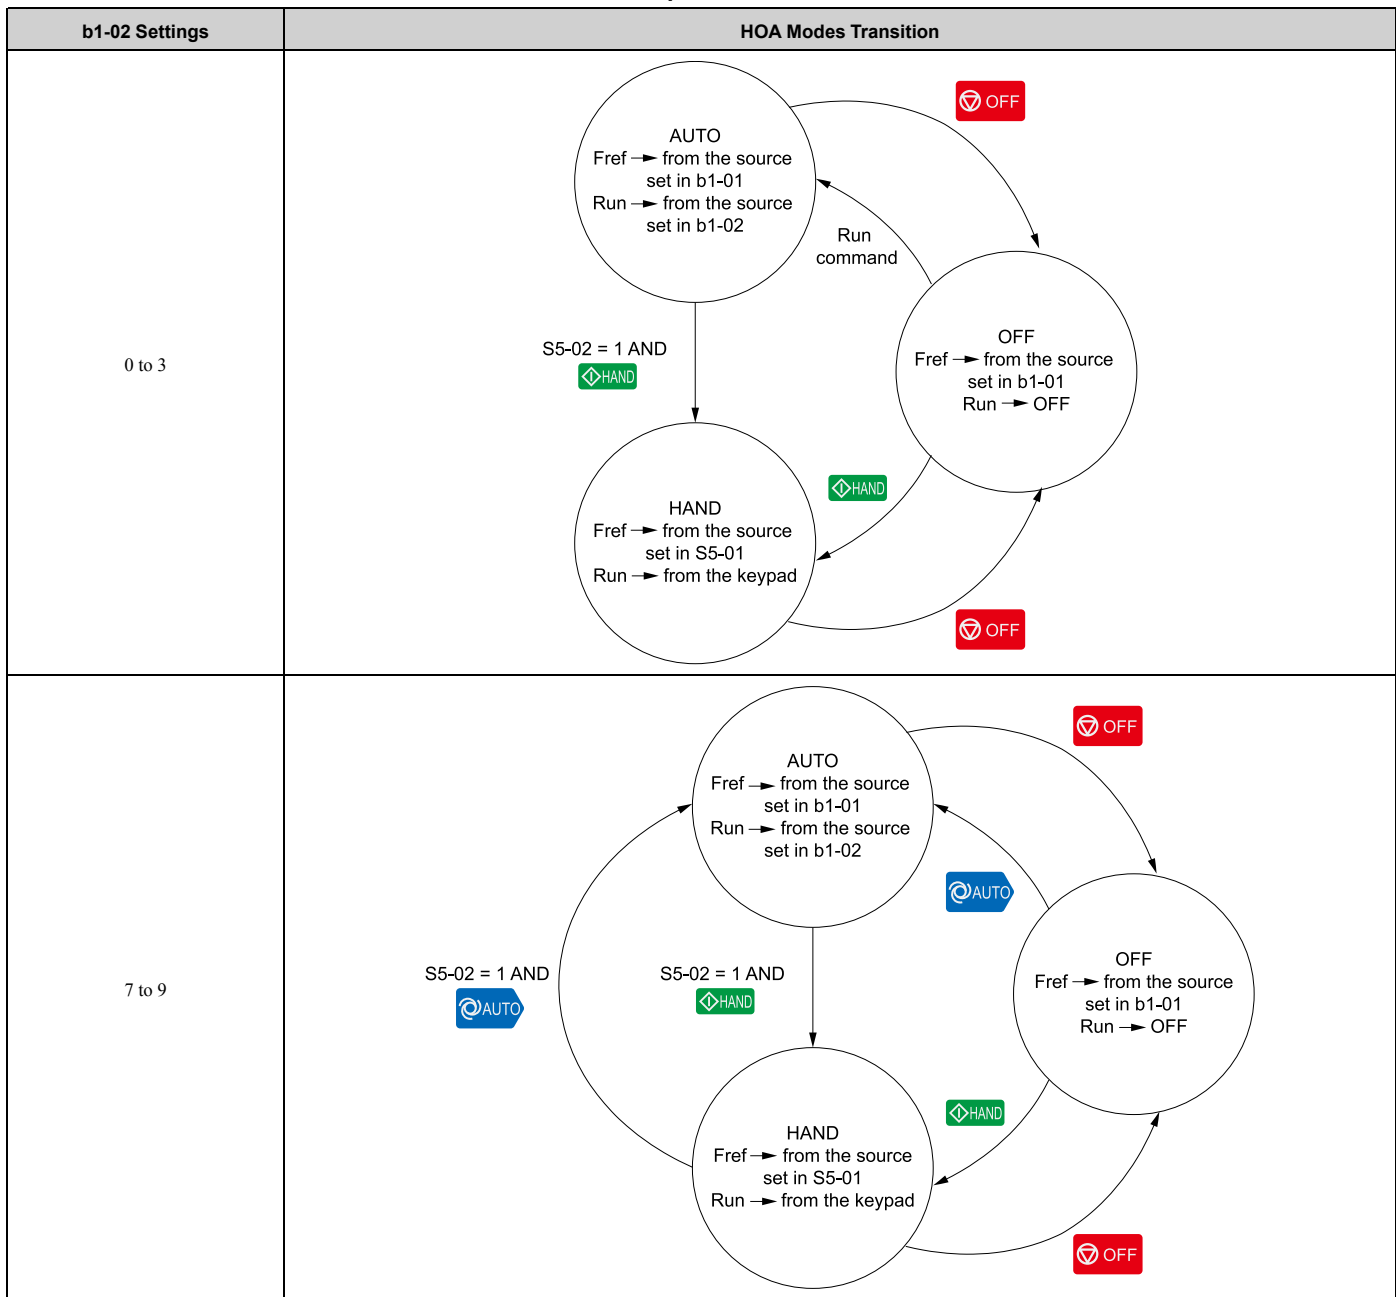 b1-02 Settings
HOA Modes Transition
0 to 3
AUTO
Fref → from the source
set in b1-01
Run → from the source
set in b1-02
OFF
Run
command
S5-02 = 1 AND
HAND
OFF
Fref → from the source
set in b1-01
Run → OFF
HAND
HAND
Fref → from the source
set in S5-01
Run → from the keypad
OFF
7 to 9
AUTO
Fref → from the source
set in b1-01
Run → from the source
set in b1-02
OFF
AUTO
S5-02 = 1 AND
AUTO
S5-02 = 1 AND
HAND
OFF
Fref → from the source
set in b1-01
Run → OFF
HAND
HAND
Fref → from the source
set in S5-01
Run → from the keypad
OFF